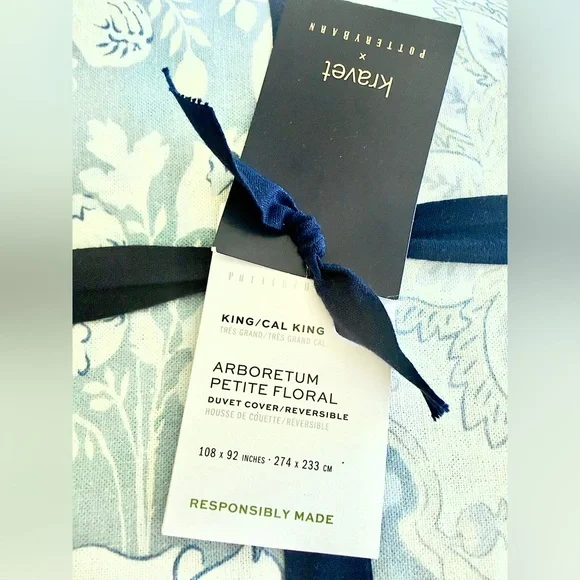 POTTERYBARN
×
kravet
KING/CAL KING
TRÈS GRAND/TRÈS GRAND CAL
ARBORETUM
PETITE FLORAL
DUVET COVER/REVERSIBLE
HOUSSE DE COUETTE/RÉVERSIBLE
108 x 92 INCHES · 274 x 233 CM
RESPONSIBLY MADE